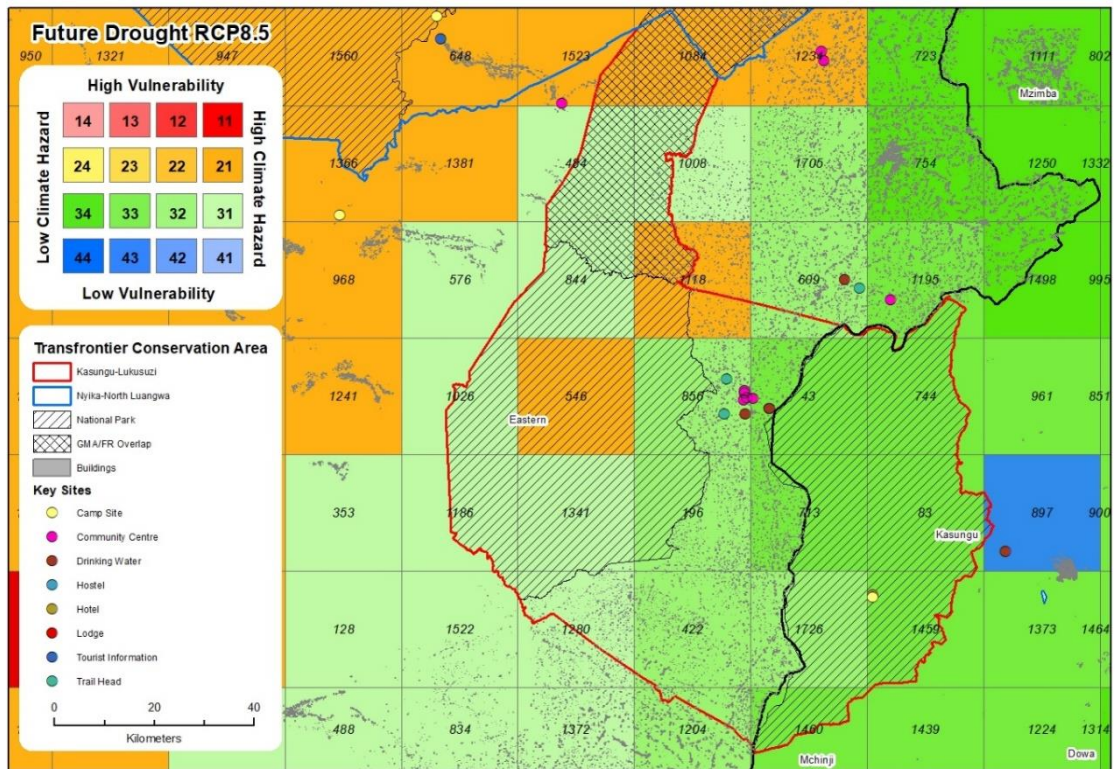 Future Drought RCP8.5
950 1321 947 1560 648 1523 1084 723 1111 802
Mzimba
High Vulnerability
Low Climate Hazard
High Climate Hazard
14 13 12 11
24 23 22 21
34 33 32 31
44 43 42 41
Low Vulnerability
1366 1381 494 1008 1705 754 1250 1332
968 576 844 1118 609 1195 1498 995
1241 1026 546 856 43 744 961 851
Eastern
353 1186 1341 196 713 83 897 900
Kasungu
128 1522 1280 422 1726 1459 1373 1464
488 834 1372 1204 1460 1439 1224 1314
Mchinji
Dowa
Transfrontier Conservation Area
Kasungu-Lukusuzi
Nyika-North Luangwa
National Park
GMA/FR Overlap
Buildings
Key Sites
Camp Site
Community Centre
Drinking Water
Hostel
Hotel
Lodge
Tourist Information
Trail Head
0 20 40
Kilometers